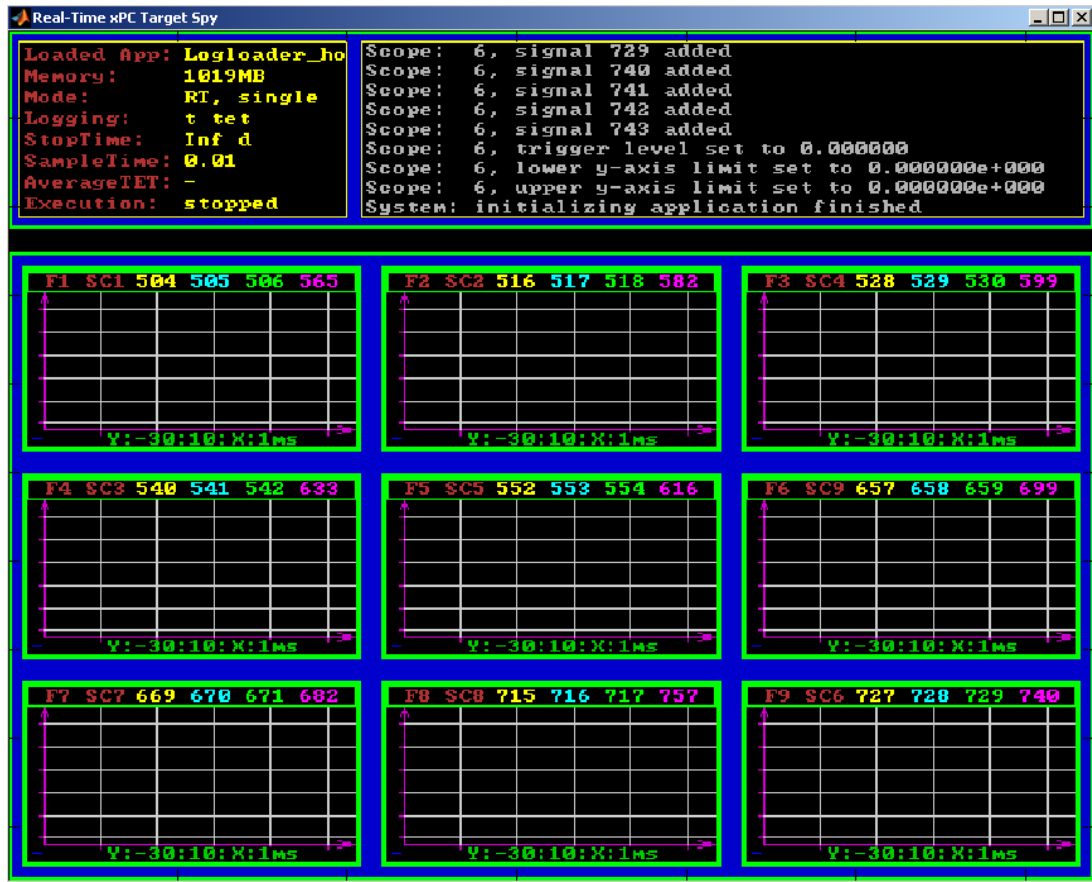 Real-Time xPC Target Spy
Loaded App: Logloader_ho
Memory: 1019MB
Mode: RT, single
Logging: t tet
StopTime: Inf d
SampleTime: 0.01
AverageTET: -
Execution: stopped
Scope: 6, signal 729 added
Scope: 6, signal 740 added
Scope: 6, signal 741 added
Scope: 6, signal 742 added
Scope: 6, signal 743 added
Scope: 6, trigger level set to 0.000000
Scope: 6, lower y-axis limit set to 0.000000e+000
Scope: 6, upper y-axis limit set to 0.000000e+000
System: initializing application finished
F1 SC1 504 505 506 565
Y:-30:10:X:1ms
F2 SC2 516 517 518 582
Y:-30:10:X:1ms
F3 SC4 528 529 530 599
Y:-30:10:X:1ms
F4 SC3 540 541 542 633
Y:-30:10:X:1ms
F5 SC5 552 553 554 616
Y:-30:10:X:1ms
F6 SC9 657 658 659 699
Y:-30:10:X:1ms
F7 SC7 669 670 671 682
Y:-30:10:X:1ms
F8 SC8 715 716 717 757
Y:-30:10:X:1ms
F9 SC6 727 728 729 740
Y:-30:10:X:1ms